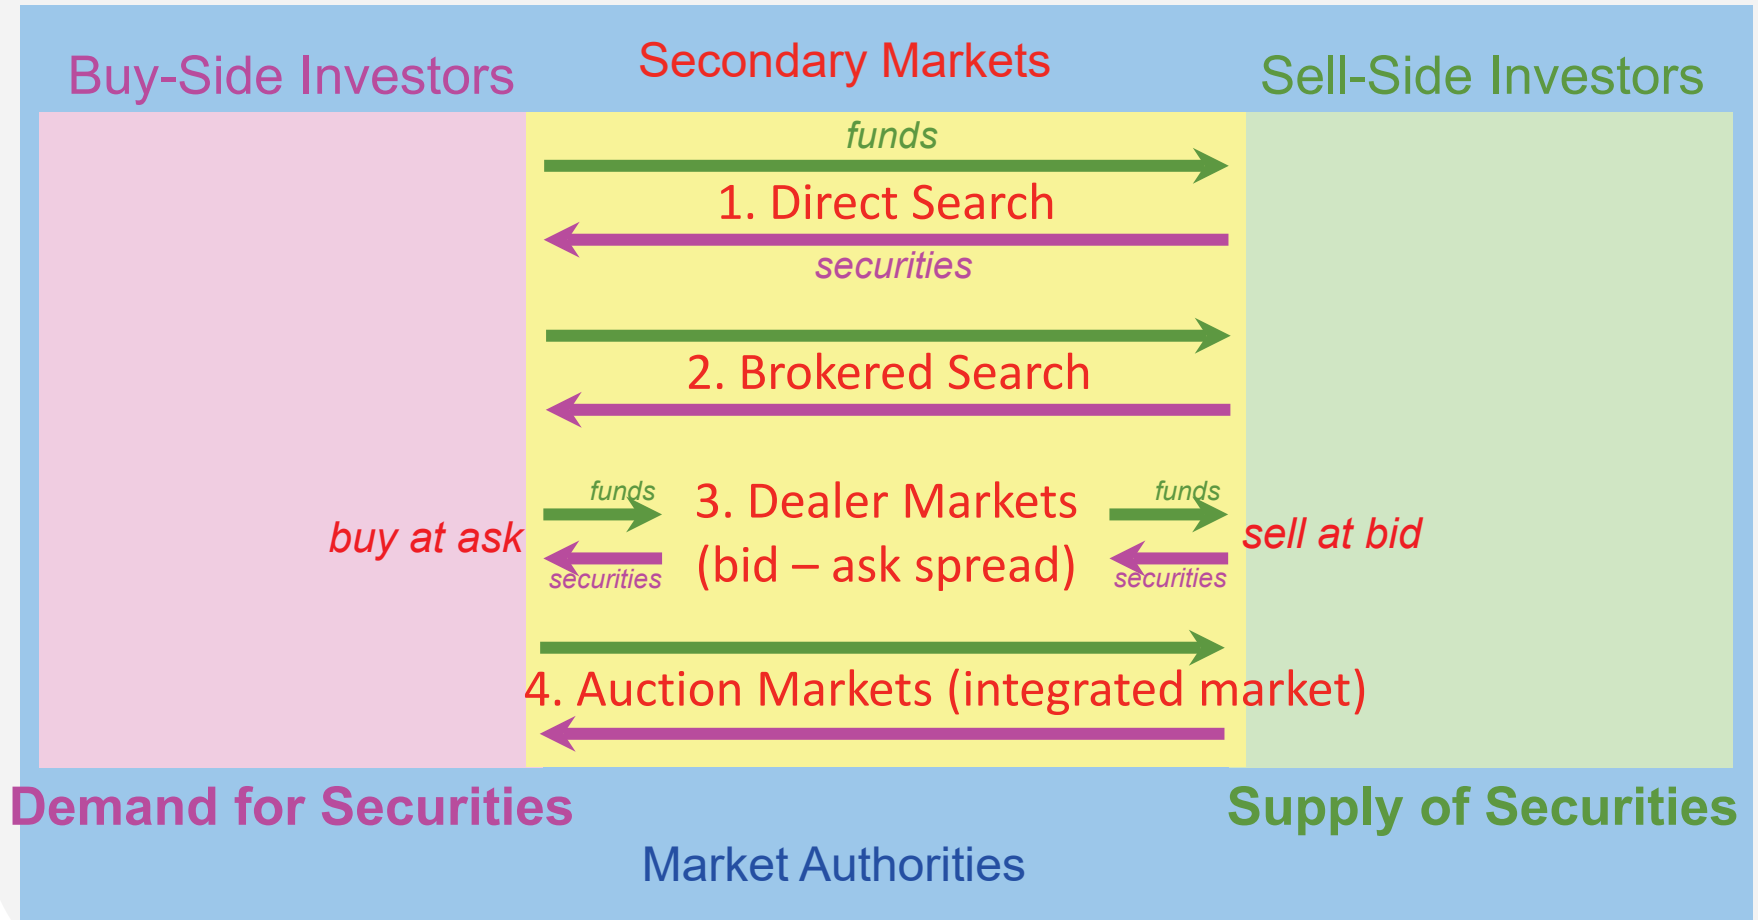 Buy-Side Investors
Secondary Markets
Sell-Side Investors
funds
1. Direct Search
securities
2. Brokered Search
funds
3. Dealer Markets
funds
buy at ask
sell at bid
securities
(bid – ask spread)
securities
4. Auction Markets (integrated market)
Demand for Securities
Supply of Securities
Market Authorities